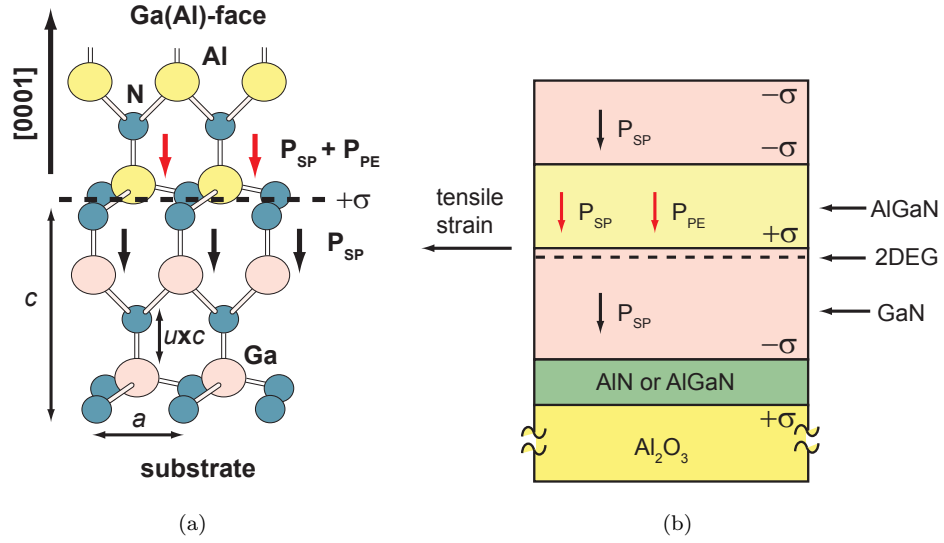 Ga(Al)-face
[0001]
Al
N
P_SP + P_PE
+σ
P_SP
c
u×c
Ga
a
substrate
(a)
−σ
P_SP
−σ
tensile
strain
P_SP P_PE
AlGaN
+σ
2DEG
P_SP
GaN
−σ
AlN or AlGaN
+σ
Al₂O₃
(b)